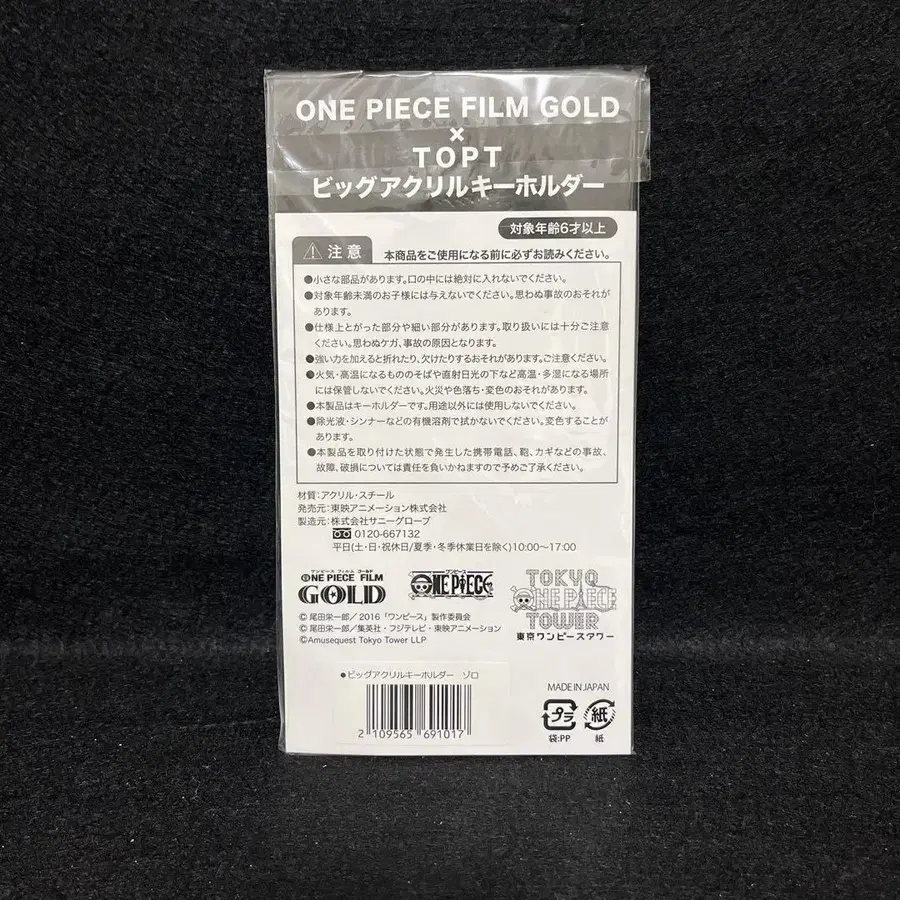 ONE PIECE FILM GOLD
×
TOPT
ビッグアクリルキーホルダー
対象年齢6才以上
注意 本商品をご使用になる前に必ずお読みください。
●小さな部品があります。口の中には絶対に入れないでください。
●対象年齢未満のお子様には与えないでください。思わぬ事故のおそれが
あります。
●仕様上とがった部分や細い部分があります。取り扱いには十分ご注意
ください。思わぬケガ、事故の原因となります。
●強い力を加えると折れたり、欠けたりするおそれがあります。ご注意ください。
●火気・高温になるもののそばや直射日光の下など高温・多湿になる場所
には保管しないでください。火災や色落ち・変色のおそれがあります。
●本製品はキーホルダーです。用途以外には使用しないでください。
●除光液・シンナーなどの有機溶剤で拭かないでください。変色することが
あります。
●本製品を取り付けた状態で発生した携帯電話、鞄、カギなどの事故、
故障、破損については責任を負いかねますので予めご了承ください。
材質:アクリル・スチール
発売元:東映アニメーション株式会社
製造元:株式会社サニーグローブ
0120-667132
平日(土・日・祝休日/夏季・冬季休業日を除く)10:00〜17:00
ワンピース フィルム ゴールド
ONE PIECE FILM
GOLD
ワンピース
ONE PIECE
TOKYO
ONE PIECE
TOWER
東京ワンピースタワー
© 尾田栄一郎/2016「ワンピース」製作委員会
© 尾田栄一郎/集英社・フジテレビ・東映アニメーション
©Amusequest Tokyo Tower LLP
●ビッグアクリルキーホルダー ゾロ
2 109565 691017
MADE IN JAPAN
プラ
袋:PP
紙
紙